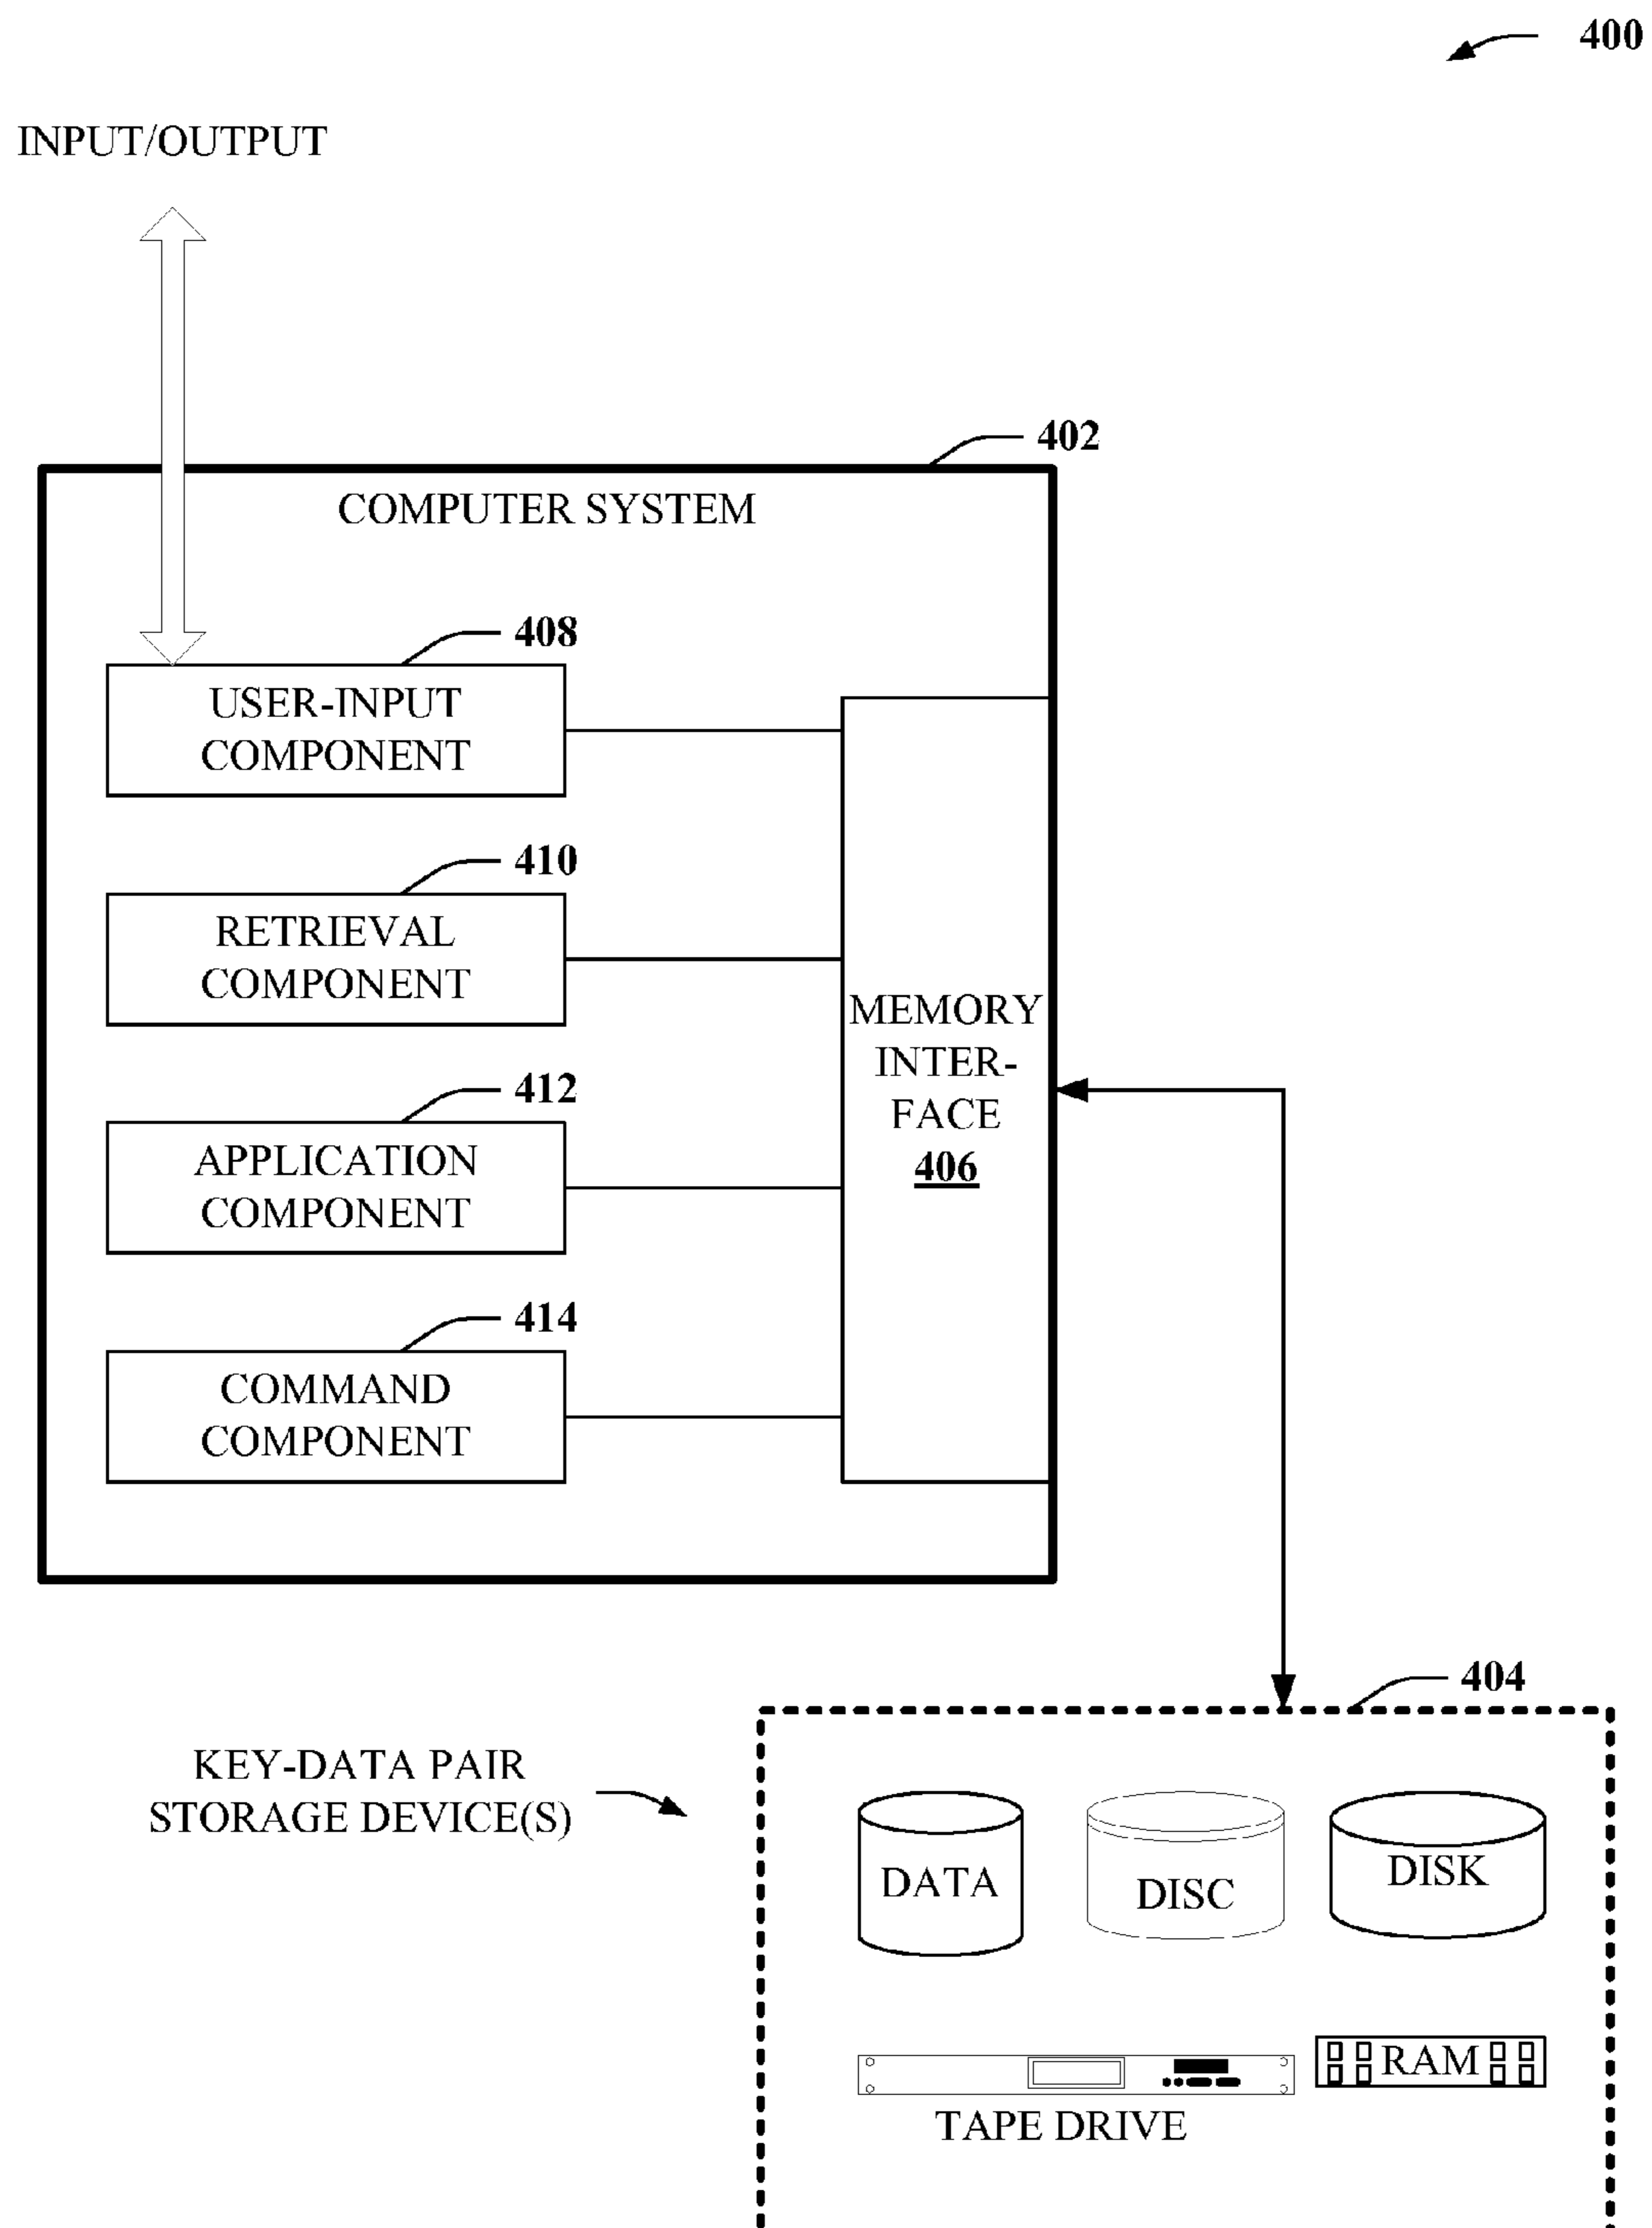 400
INPUT/OUTPUT
402
COMPUTER SYSTEM
408
USER-INPUT
COMPONENT
410
RETRIEVAL
COMPONENT
MEMORY
INTER-
FACE
406
412
APPLICATION
COMPONENT
414
COMMAND
COMPONENT
404
KEY-DATA PAIR
STORAGE DEVICE(S)
DATA
DISC
DISK
RAM
TAPE DRIVE